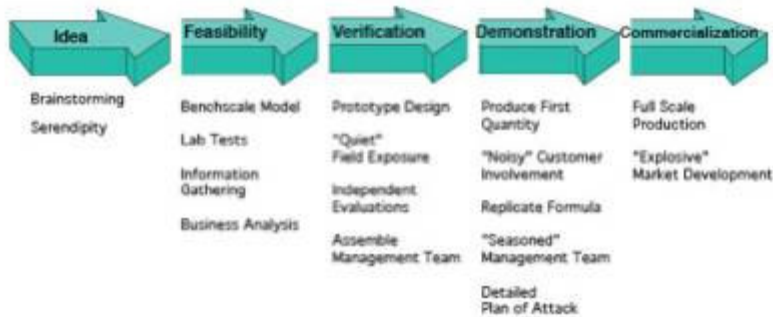 Idea
Feasibility
Verification
Demonstration
Commercialization
Brainstorming
Serendipity
Benchscale Model
Lab Tests
Information
Gathering
Business Analysis
Prototype Design
"Quiet"
Field Exposure
Independent
Evaluations
Assemble
Management Team
Produce First
Quantity
"Noisy" Customer
Involvement
Replicate Formula
"Seasoned"
Management Team
Detailed
Plan of Attack
Full Scale
Production
"Explosive"
Market Development